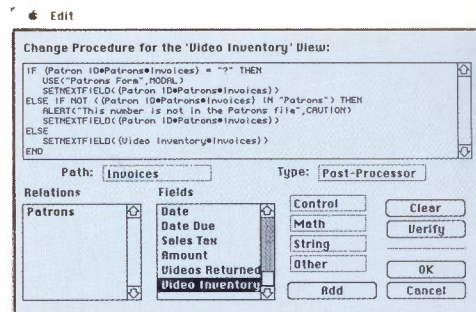 Edit
Change Procedure for the 'Video Inventory' View:
IF {Patron ID●Patrons●Invoices} = "?" THEN
USE("Patrons Form",MODAL)
SETNEXTFIELD({Patron ID●Patrons●Invoices})
ELSE IF NOT ({Patron ID●Patrons●Invoices} IN "Patrons") THEN
ALERT("This number is not in the Patrons file",CAUTION)
SETNEXTFIELD({Patron ID●Patrons●Invoices})
ELSE
SETNEXTFIELD({Video Inventory●Invoices})
END
Path: Invoices Type: Post-Processor
Relations
Patrons
Fields
Date
Date Due
Sales Tax
Amount
Videos Returned
Video Inventory
Control
Math
String
Other
Add
Clear
Verify
OK
Cancel